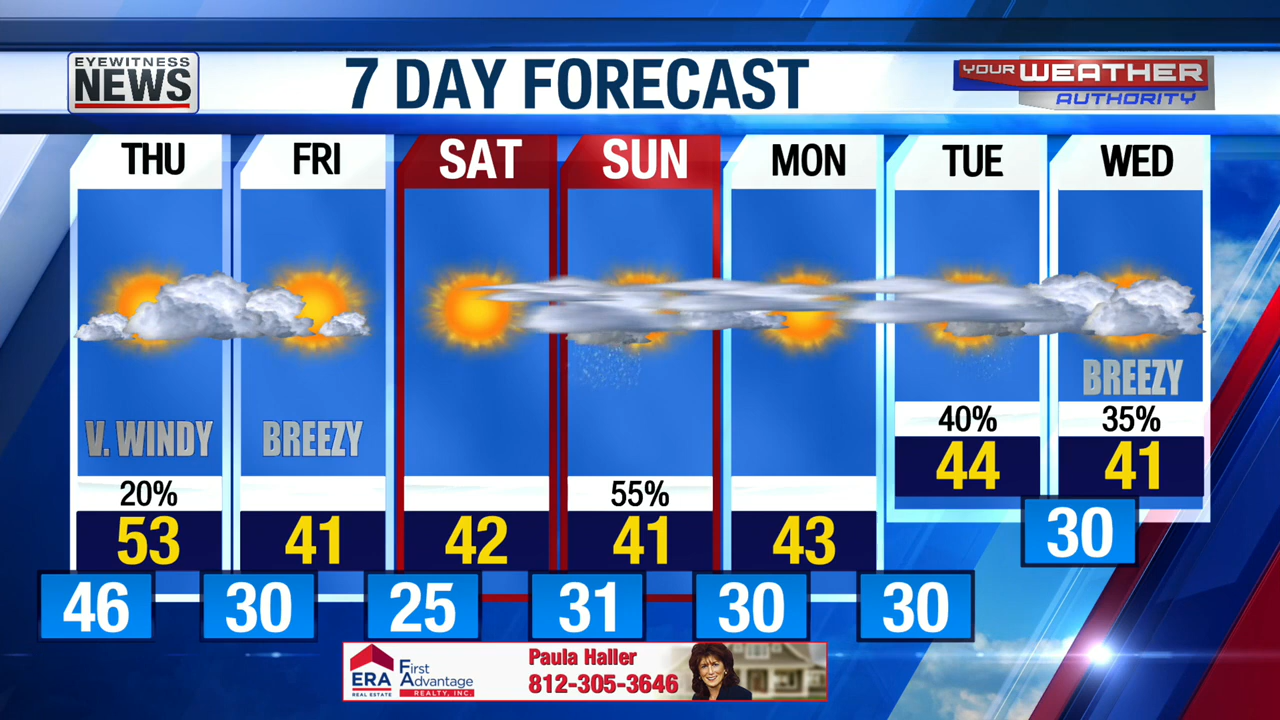 EYEWITNESS
NEWS
7 DAY FORECAST
YOUR WEATHER
AUTHORITY
THU
FRI
SAT
SUN
MON
TUE
WED
V. WINDY
BREEZY
BREEZY
20%
55%
40%
35%
53
41
42
41
43
44
41
46
30
25
31
30
30
30
ERA
REAL ESTATE
First
Advantage
REALTY, INC.
Paula Haller
812-305-3646